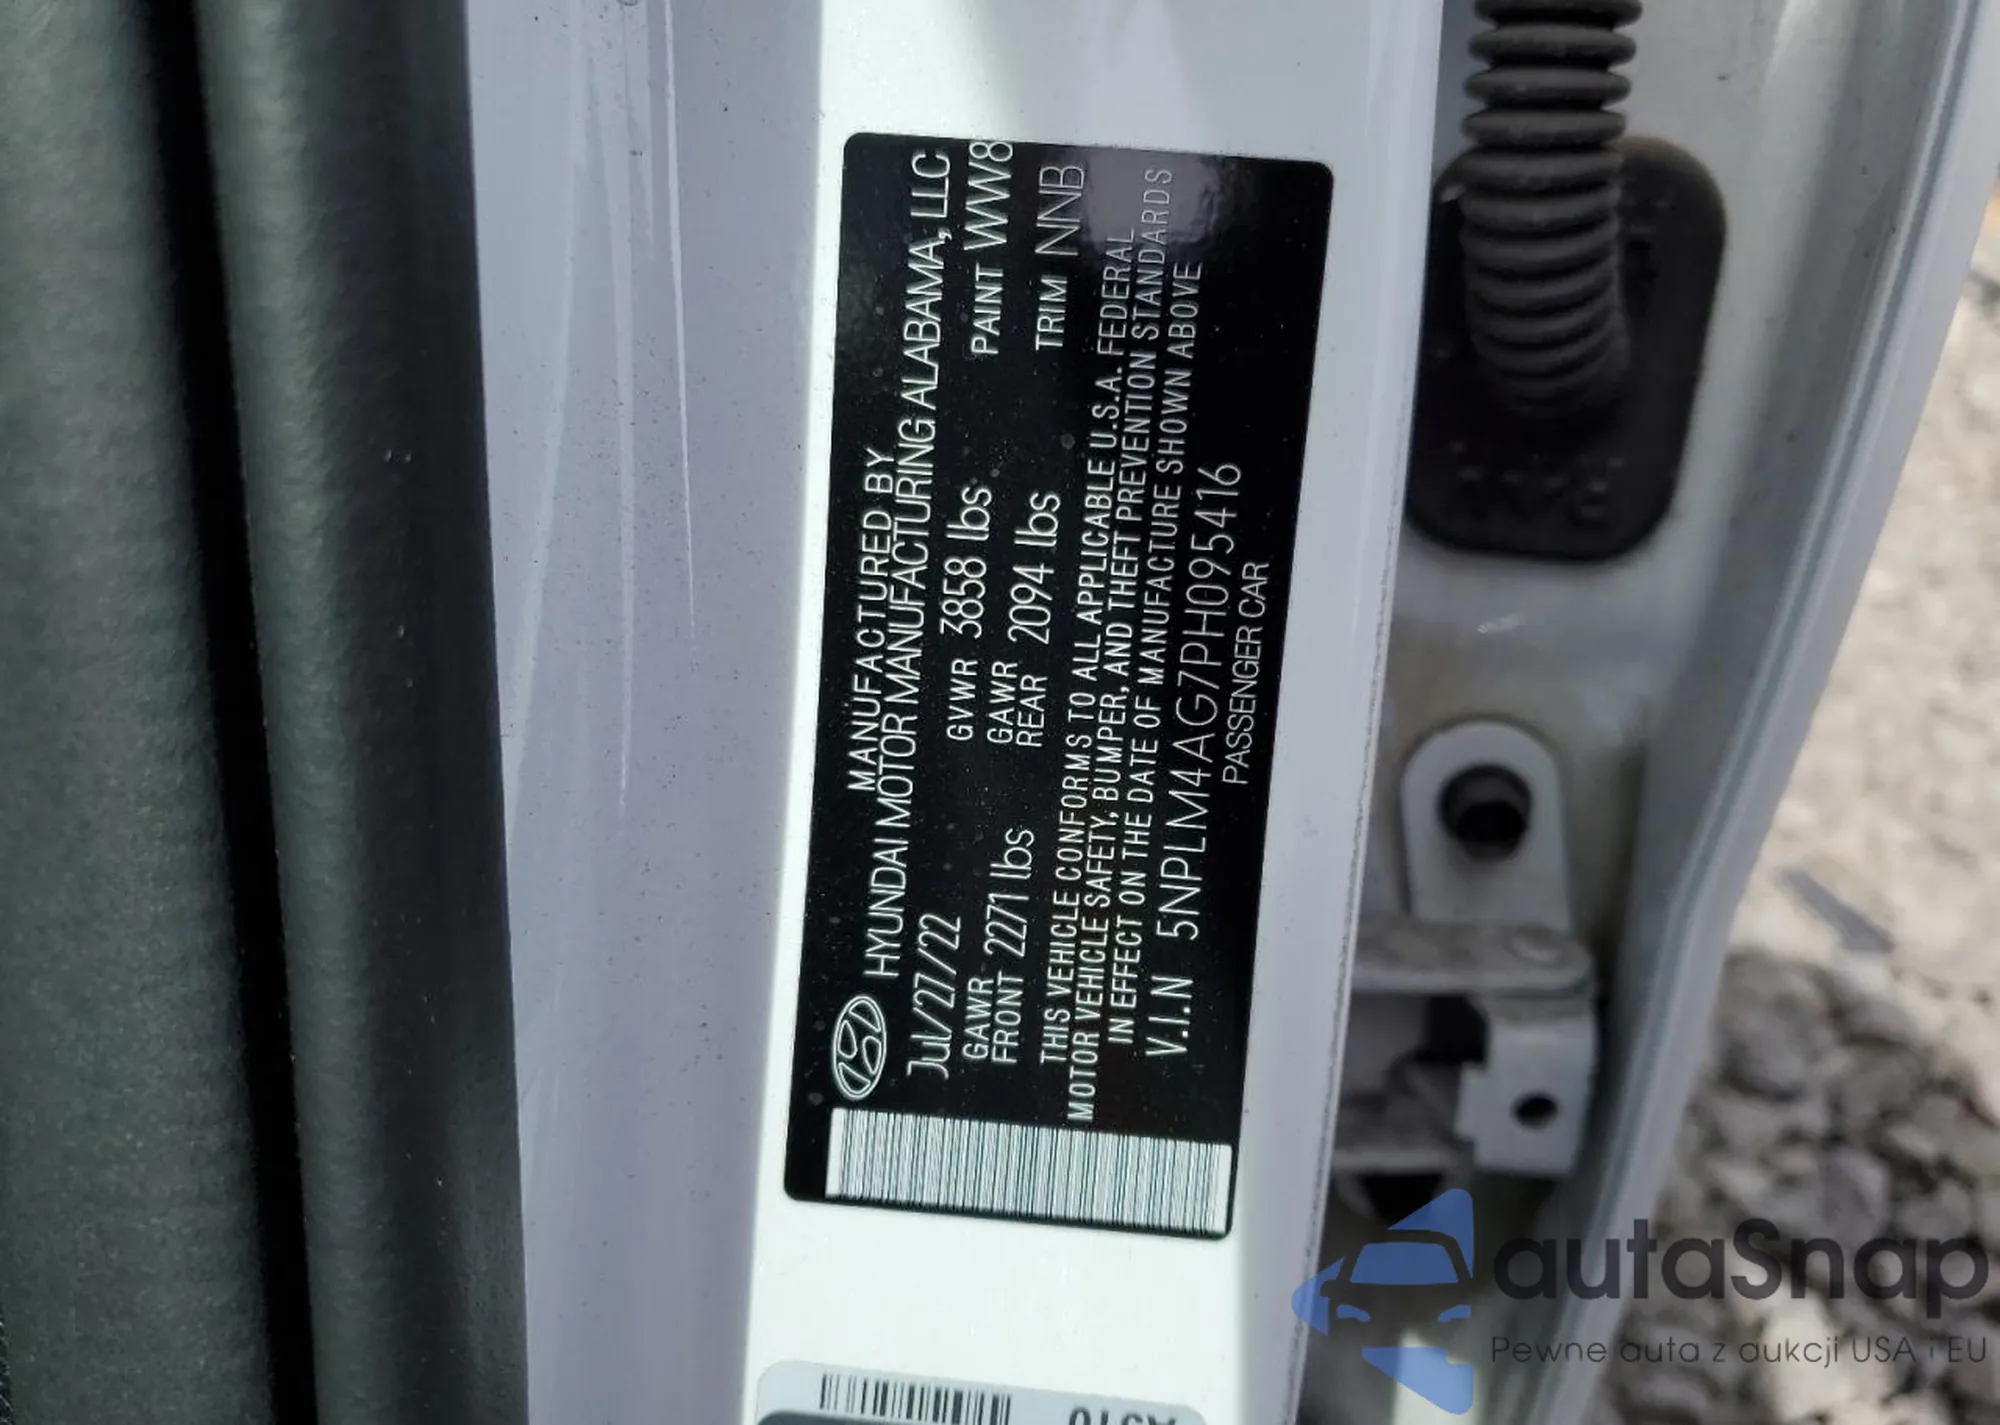 MANUFACTURED BY
HYUNDAI MOTOR MANUFACTURING ALABAMA, LLC
Jul/27/22 GVWR 3858 lbs PAINT WW8
GAWR FRONT 2271 lbs GAWR REAR 2094 lbs TRIM NNB
THIS VEHICLE CONFORMS TO ALL APPLICABLE U.S.A. FEDERAL
MOTOR VEHICLE SAFETY, BUMPER, AND THEFT PREVENTION STANDARDS
IN EFFECT ON THE DATE OF MANUFACTURE SHOWN ABOVE
V.I.N 5NPLM4AG7PH095416
PASSENGER CAR
autoSnap
Pewne auta z aukcji USA i EU